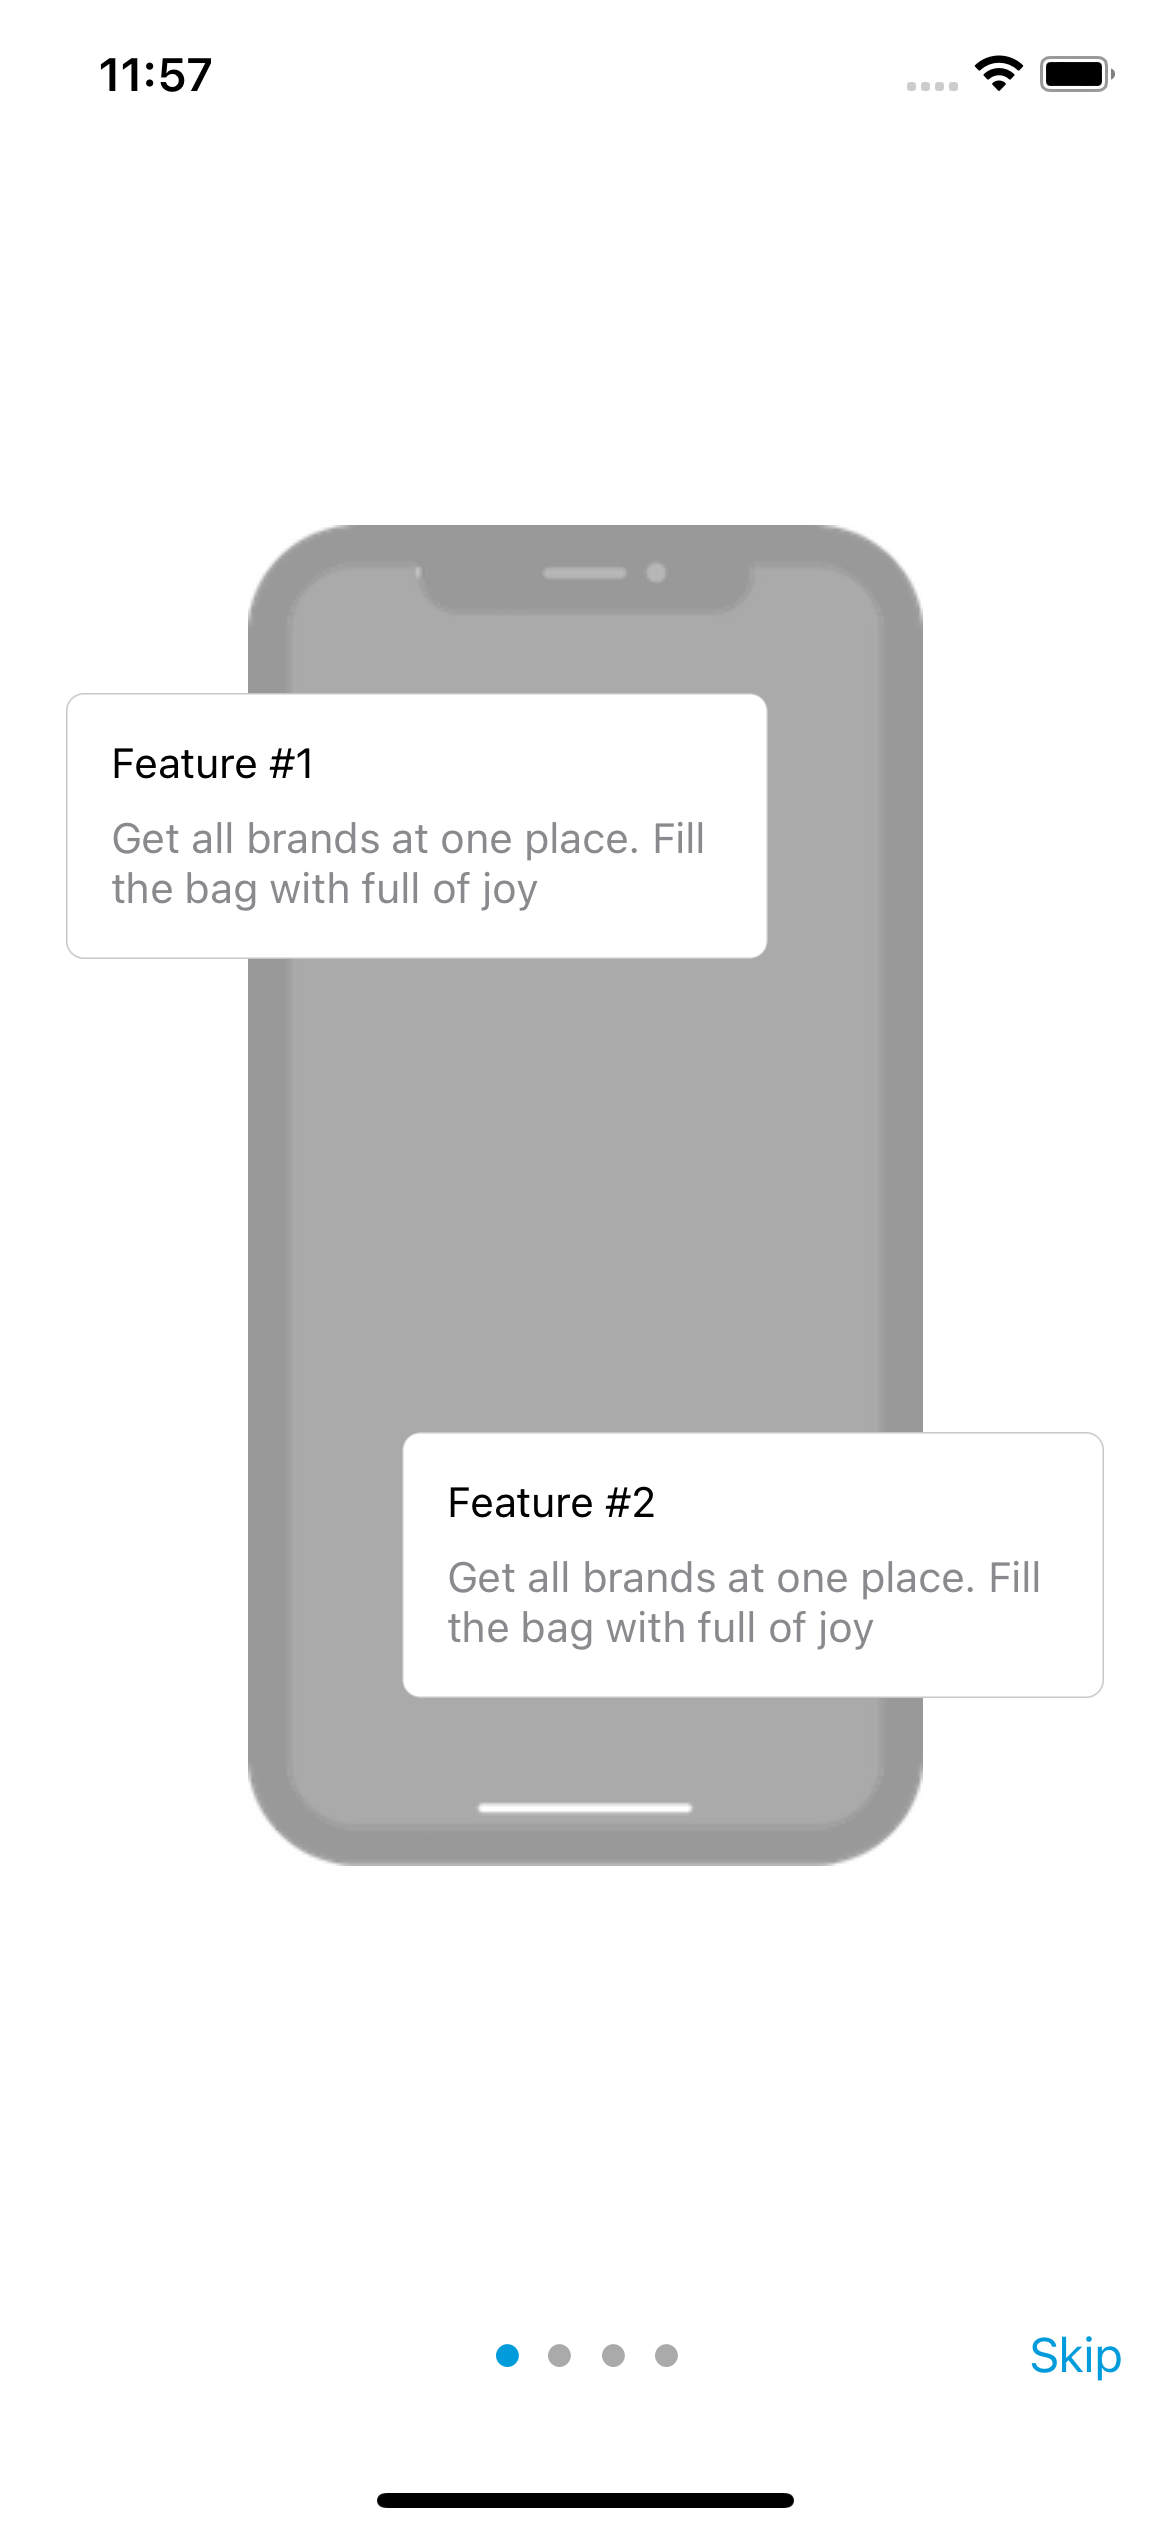 11:57
Feature #1
Get all brands at one place. Fill
the bag with full of joy
Feature #2
Get all brands at one place. Fill
the bag with full of joy
Skip